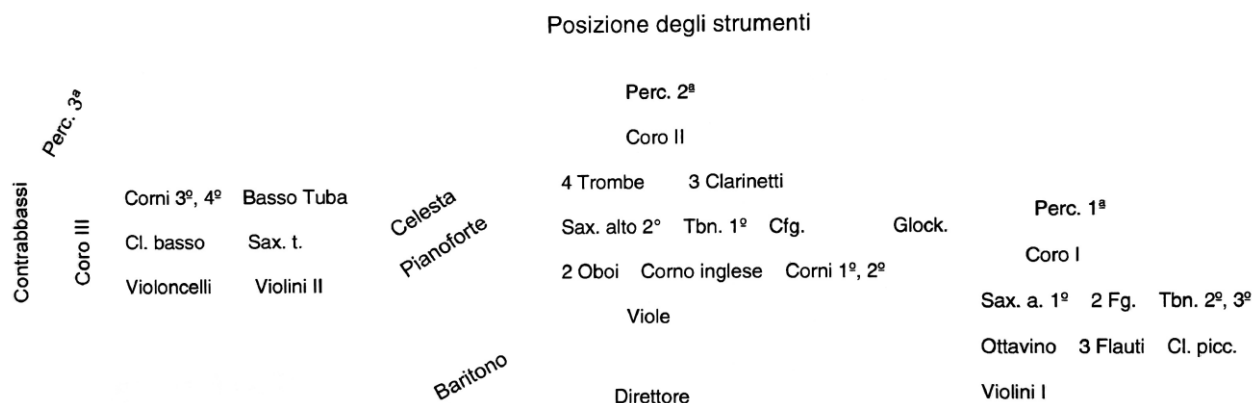 Posizione degli strumenti
Perc. 3ª
Contrabbassi
Coro III
Corni 3º, 4º Basso Tuba
Cl. basso Sax. t.
Violoncelli Violini II
Celesta
Pianoforte
Baritono
Perc. 2ª
Coro II
4 Trombe 3 Clarinetti
Sax. alto 2° Tbn. 1º Cfg.
2 Oboi Corno inglese Corni 1º, 2º
Viole
Direttore
Glock.
Perc. 1ª
Coro I
Sax. a. 1º 2 Fg. Tbn. 2º, 3º
Ottavino 3 Flauti Cl. picc.
Violini I